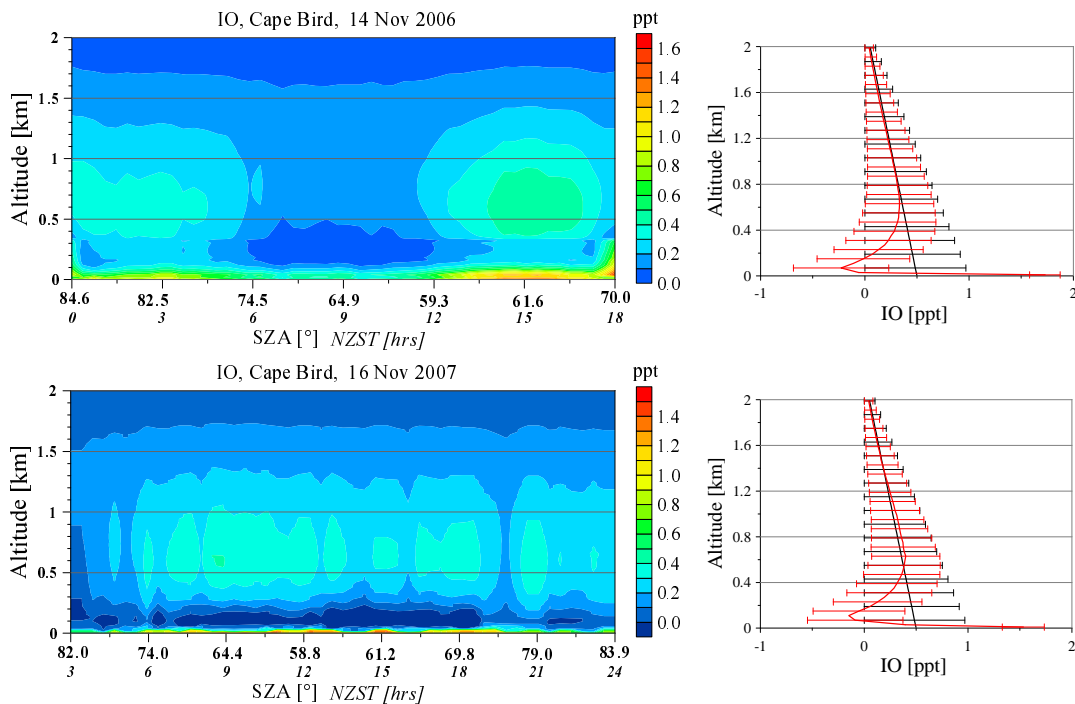 IO, Cape Bird, 14 Nov 2006
ppt
2
1.5
1
0.5
0
Altitude [km]
84.6 82.5 74.5 64.9 59.3 61.6 70.0
0 3 6 9 12 15 18
SZA [°] NZST [hrs]
1.6
1.4
1.2
1.0
0.8
0.6
0.4
0.2
0.0
2
1.6
1.2
0.8
0.4
0
Altitude [km]
-1 0 1 2
IO [ppt]
IO, Cape Bird, 16 Nov 2007
ppt
2
1.5
1
0.5
0
Altitude [km]
82.0 74.0 64.4 58.8 61.2 69.8 79.0 83.9
3 6 9 12 15 18 21 24
SZA [°] NZST [hrs]
1.4
1.2
1.0
0.8
0.6
0.4
0.2
0.0
2
1.6
1.2
0.8
0.4
0
Altitude [km]
-1 0 1 2
IO [ppt]